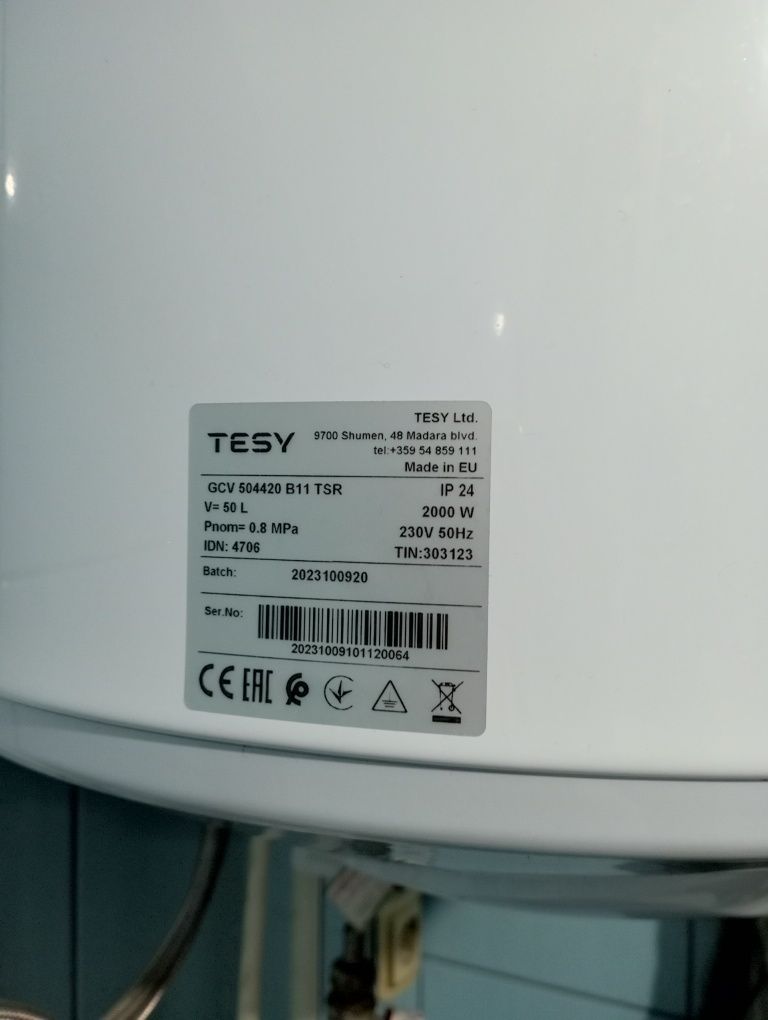 TESY
TESY Ltd.
9700 Shumen, 48 Madara blvd.
tel:+359 54 859 111
Made in EU
GCV 504420 B11 TSR IP 24
V= 50 L 2000 W
Pnom= 0.8 MPa 230V 50Hz
IDN: 4706 TIN:303123
Batch: 2023100920
Ser.No:
20231009101120064
CE EAC